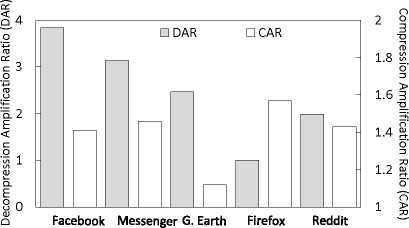 Decompression Amplification Ratio (DAR)
4
3
2
1
0
DAR
CAR
2
1.8
1.6
1.4
1.2
1
Compression Amplification Ratio (CAR)
Facebook
Messenger
G. Earth
Firefox
Reddit